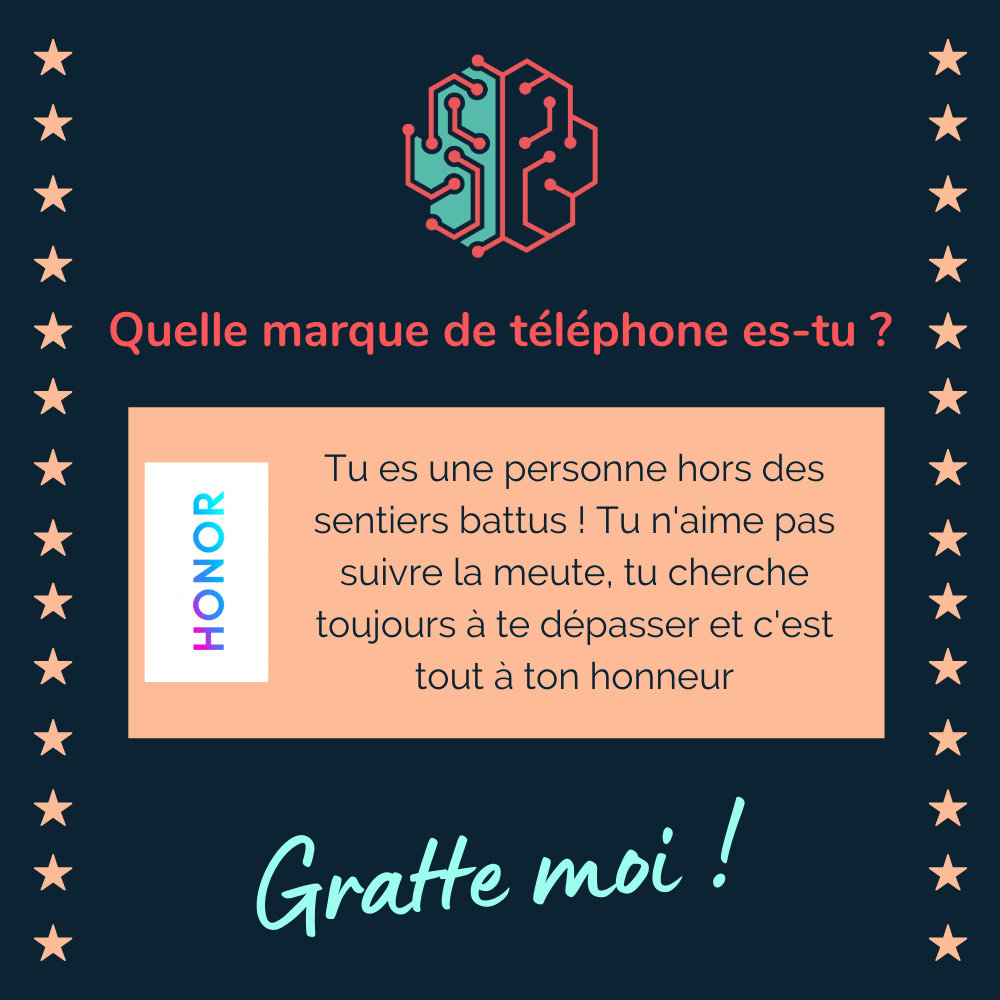 Quelle marque de téléphone es-tu ?
HONOR
Tu es une personne hors des
sentiers battus ! Tu n'aime pas
suivre la meute, tu cherche
toujours à te dépasser et c'est
tout à ton honneur
Gratte moi !